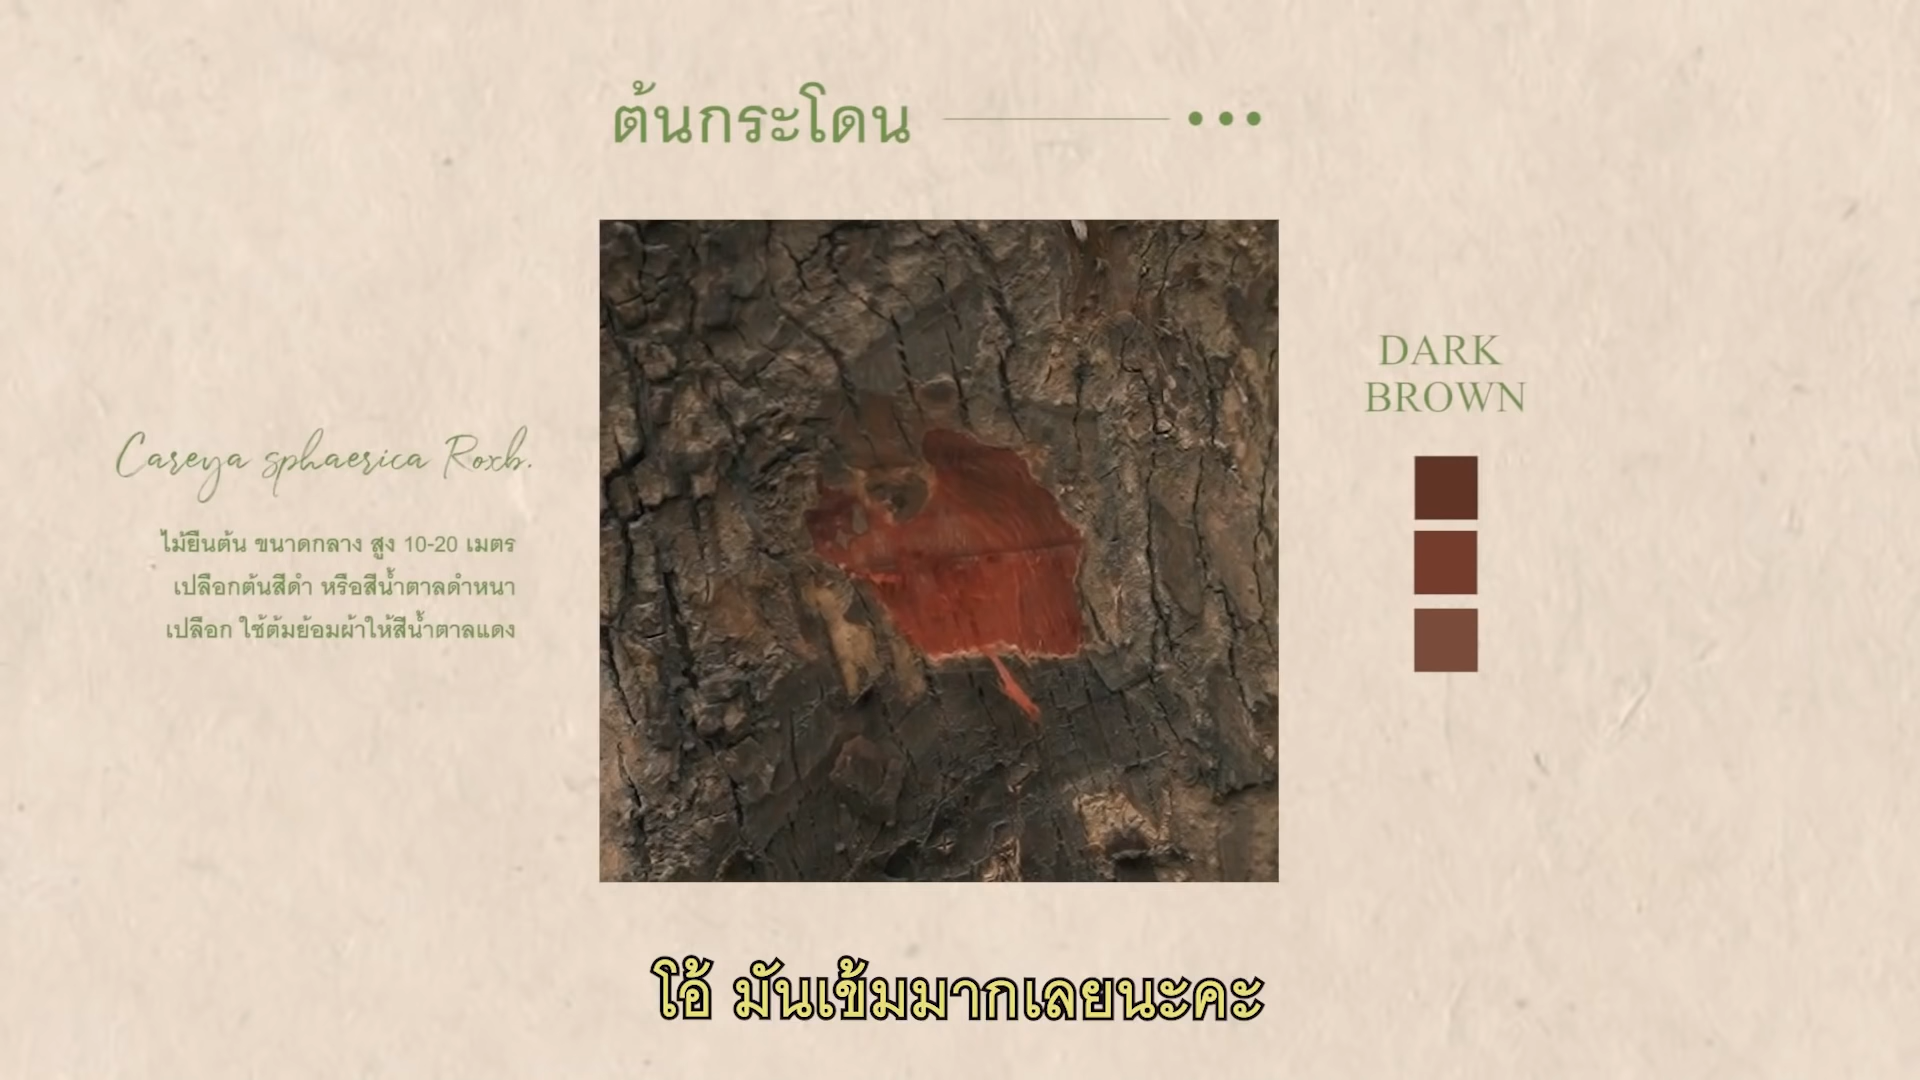 ต้นกระโดน
Careya sphaerica Roxb.
ไม้ยืนต้น ขนาดกลาง สูง 10-20 เมตร
เปลือกต้นสีดำ หรือสีน้ำตาลดำหนา
เปลือก ใช้ต้มย้อมผ้าให้สีน้ำตาลแดง
DARK
BROWN
โอ้ มันเข้มมากเลยนะคะ